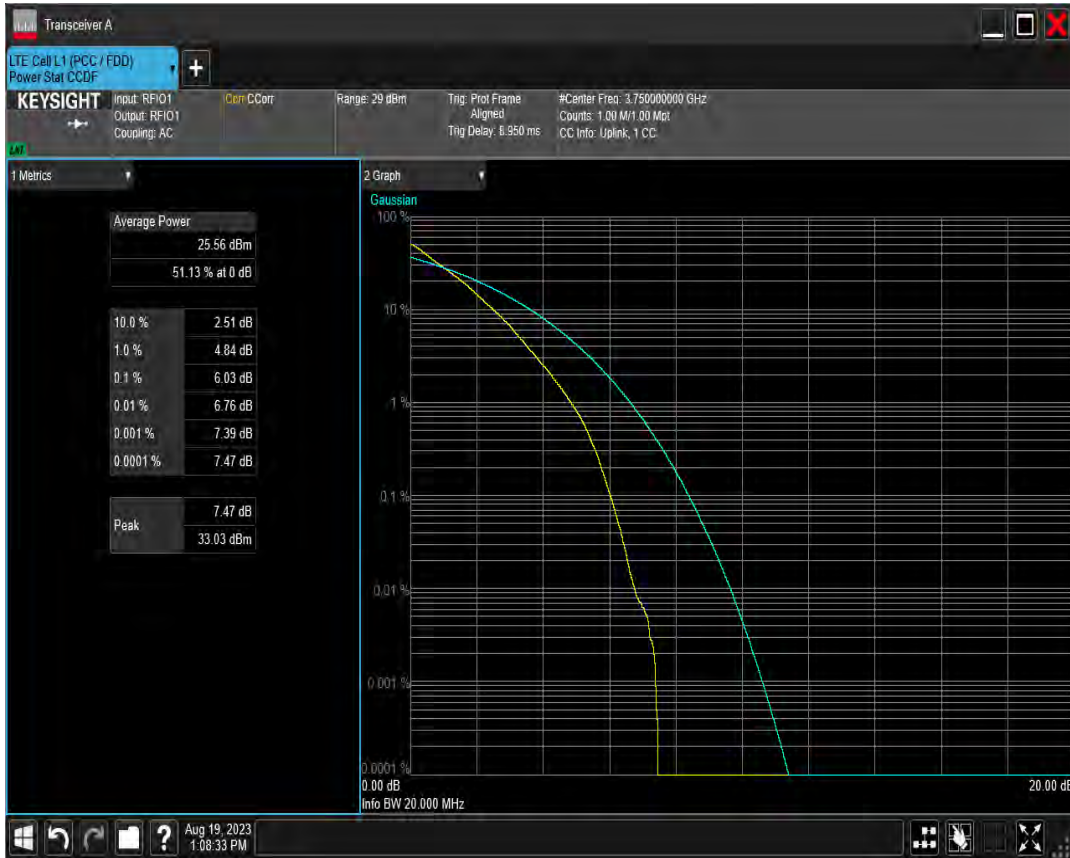 Transceiver A
LTE Cell L1 (PCC / FDD)
Power Stat CCDF
+
KEYSIGHT
Input: RFIO1
Output: RFIO1
Coupling: AC
Corr CCorr
Range: 29 dBm
Trig: Prot Frame
Aligned
Trig Delay: 8.950 ms
#Center Freq: 3.750000000 GHz
Counts: 1.00 M/1.00 Mpt
CC Info: Uplink, 1 CC
1 Metrics
Average Power
25.56 dBm
51.13 % at 0 dB
10.0 % 2.51 dB
1.0 % 4.84 dB
0.1 % 6.03 dB
0.01 % 6.76 dB
0.001 % 7.39 dB
0.0001 % 7.47 dB
Peak
7.47 dB
33.03 dBm
2 Graph
Gaussian
100 %
10 %
1 %
0.1 %
0.01 %
0.001 %
0.0001 %
0.00 dB
20.00 dB
Info BW 20.000 MHz
?
Aug 19, 2023
1:08:33 PM